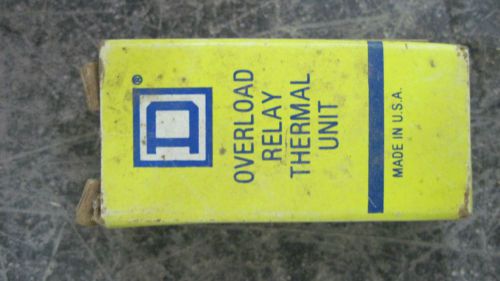 D®
OVERLOAD
RELAY
THERMAL
UNIT
MADE IN U.S.A.